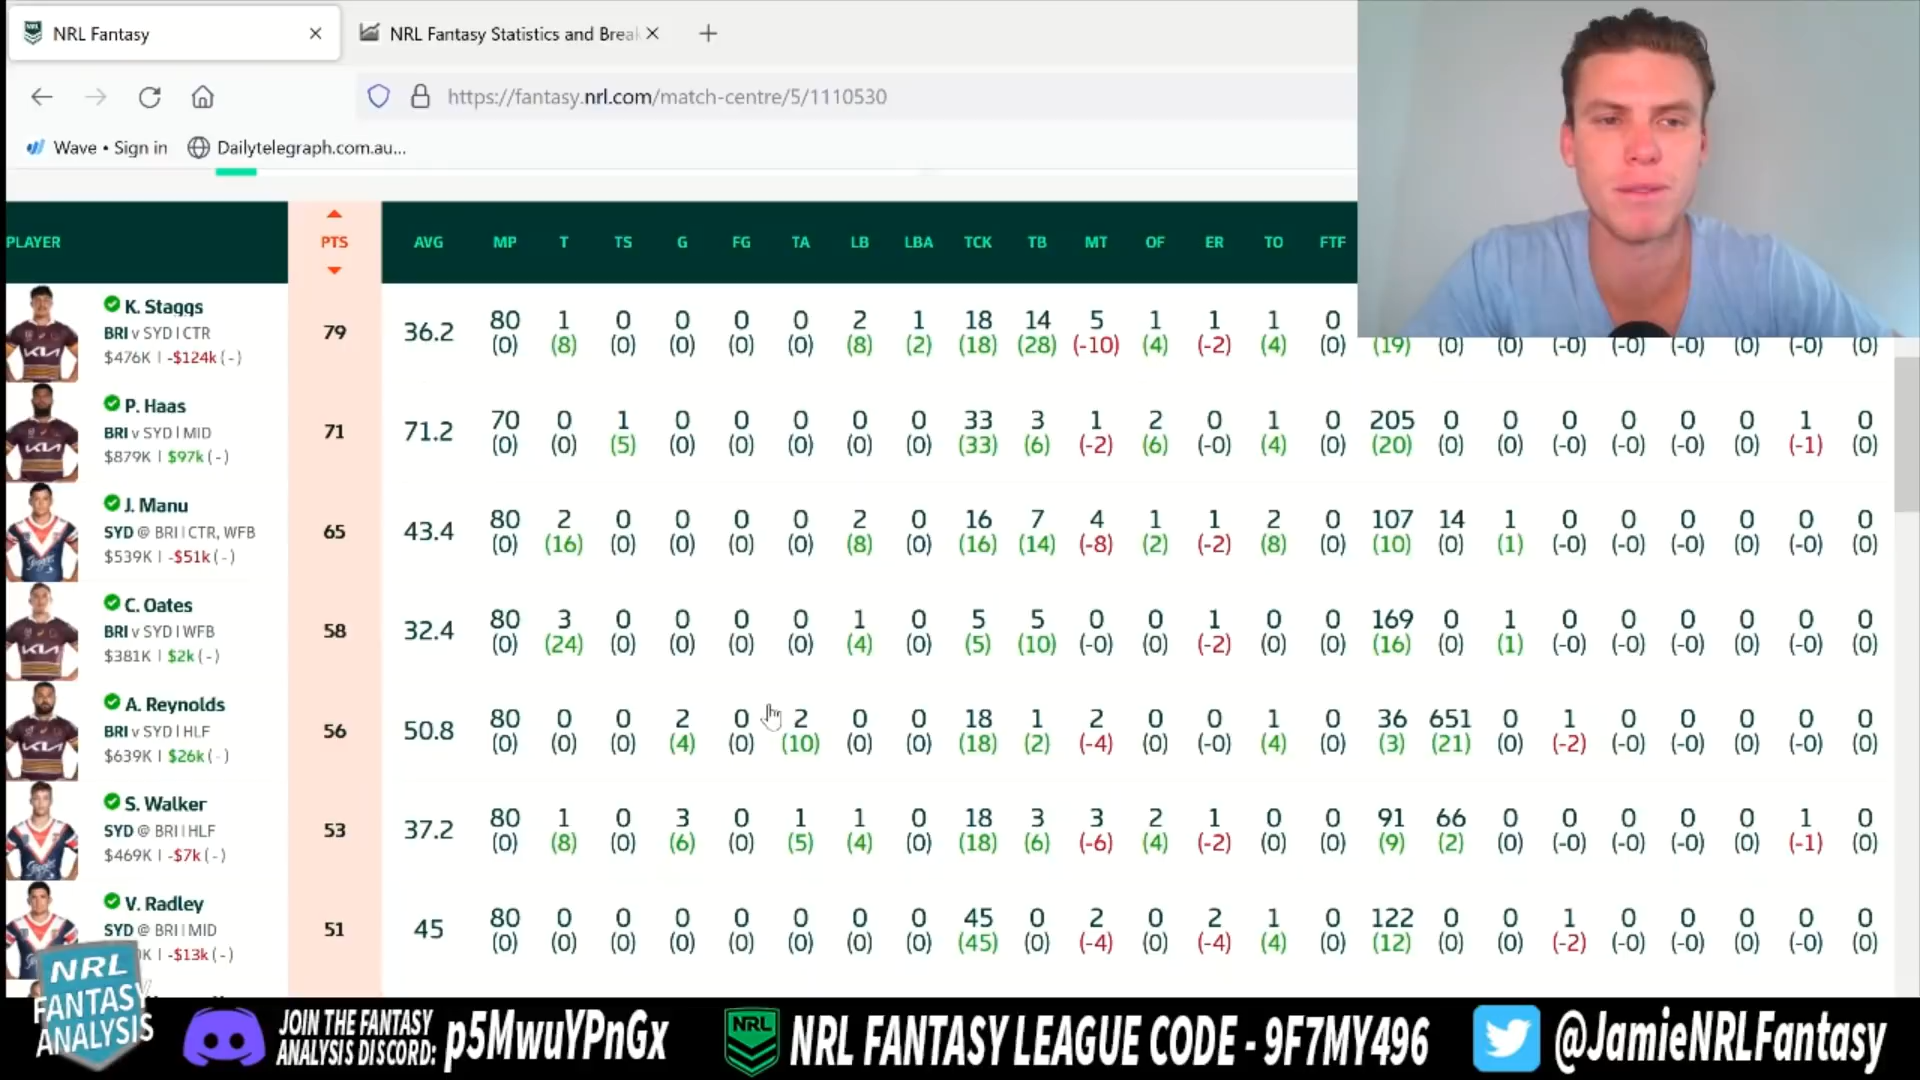 NRL Fantasy
NRL Fantasy Statistics and Brea
https://fantasy.nrl.com/match-centre/5/1110530
Wave • Sign in Dailytelegraph.com.au...
PLAYER PTS AVG MP T TS G FG TA LB LBA TCK TB MT OF ER TO FTF
K. Staggs
BRI v SYD | CTR
$476K | -$124k (-)
79 36.2 80 1 0 0 0 0 2 1 18 14 5 1 1 1 0
(0) (8) (0) (0) (0) (0) (8) (2) (18) (28) (-10) (4) (-2) (4) (0) (19) (0) (0) (-0) (-0) (-0) (0) (-0) (0)
P. Haas
BRI v SYD | MID
$879K | $97k (-)
71 71.2 70 0 1 0 0 0 0 0 33 3 1 2 0 1 0 205 0 0 0 0 0 0 1 0
(0) (0) (5) (0) (0) (0) (0) (0) (33) (6) (-2) (6) (-0) (4) (0) (20) (0) (0) (-0) (-0) (-0) (0) (-1) (0)
J. Manu
SYD @ BRI | CTR, WFB
$539K | -$51k (-)
65 43.4 80 2 0 0 0 0 2 0 16 7 4 1 1 2 0 107 14 1 0 0 0 0 0 0
(0) (16) (0) (0) (0) (0) (8) (0) (16) (14) (-8) (2) (-2) (8) (0) (10) (0) (1) (-0) (-0) (-0) (0) (-0) (0)
C. Oates
BRI v SYD | WFB
$381K | $2k (-)
58 32.4 80 3 0 0 0 0 1 0 5 5 0 0 1 0 0 169 0 1 0 0 0 0 0 0
(0) (24) (0) (0) (0) (0) (4) (0) (5) (10) (-0) (0) (-2) (0) (0) (16) (0) (1) (-0) (-0) (-0) (0) (-0) (0)
A. Reynolds
BRI v SYD | HLF
$639K | $26k (-)
56 50.8 80 0 0 2 0 2 0 0 18 1 2 0 0 1 0 36 651 0 1 0 0 0 0 0
(0) (0) (0) (4) (0) (10) (0) (0) (18) (2) (-4) (0) (-0) (4) (0) (3) (21) (0) (-2) (-0) (-0) (0) (-0) (0)
S. Walker
SYD @ BRI | HLF
$469K | -$7k (-)
53 37.2 80 1 0 3 0 1 1 0 18 3 3 2 1 0 0 91 66 0 0 0 0 0 1 0
(0) (8) (0) (6) (0) (5) (4) (0) (18) (6) (-6) (4) (-2) (0) (0) (9) (2) (0) (-0) (-0) (-0) (0) (-1) (0)
V. Radley
SYD @ BRI | MID
K | -$13k (-)
51 45 80 0 0 0 0 0 0 0 45 0 2 0 2 1 0 122 0 0 1 0 0 0 0 0
(0) (0) (0) (0) (0) (0) (0) (0) (45) (0) (-4) (0) (-4) (4) (0) (12) (0) (0) (-2) (-0) (-0) (0) (-0) (0)
NRL
FANTASY
ANALYSIS
JOIN THE FANTASY
ANALYSIS DISCORD: p5MwuYPnGx
NRL
NRL FANTASY LEAGUE CODE - 9F7MY496
@JamieNRLFantasy